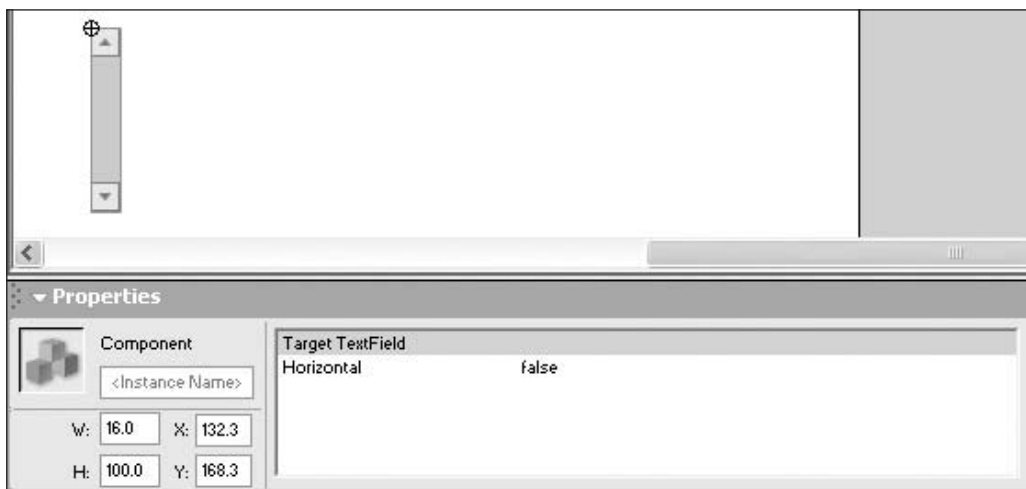 Properties
Component
<Instance Name>
Target TextField
Horizontal false
W: 16.0 X: 132.3
H: 100.0 Y: 168.3